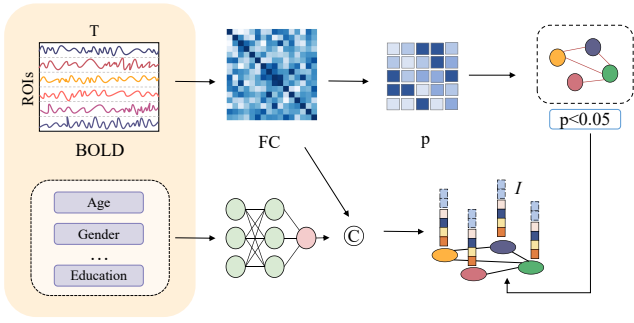 T
ROIs
BOLD
FC
p
p<0.05
Age
Gender
...
Education
C
I